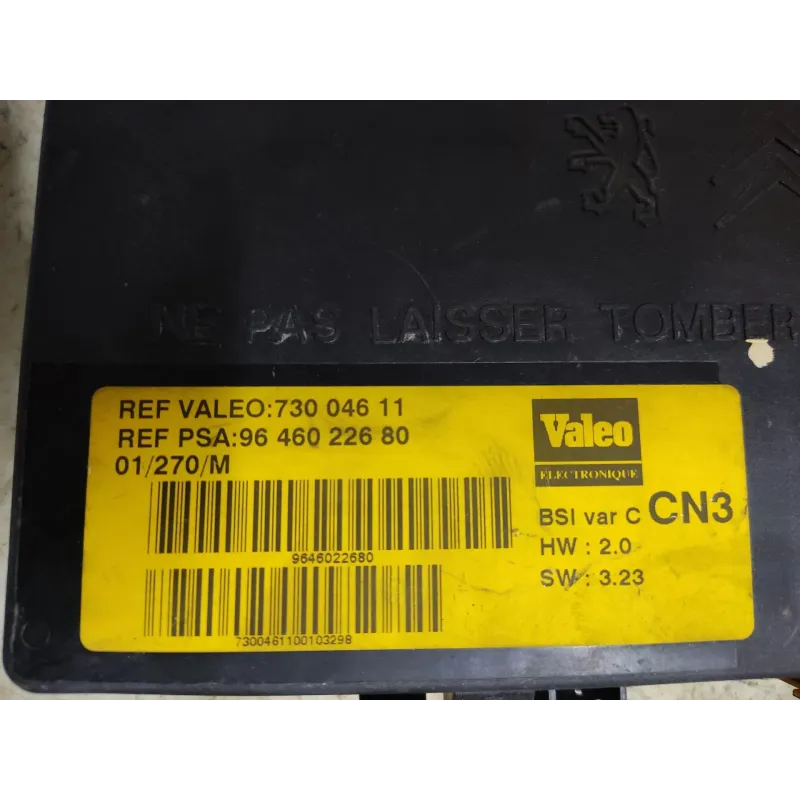 NE PAS LAISSER TOMBER
REF VALEO:730 046 11
REF PSA:96 460 226 80
01/270/M
Valeo
ELECTRONIQUE
BSI var C CN3
HW : 2.0
SW : 3.23
9646022680
7300461100103298